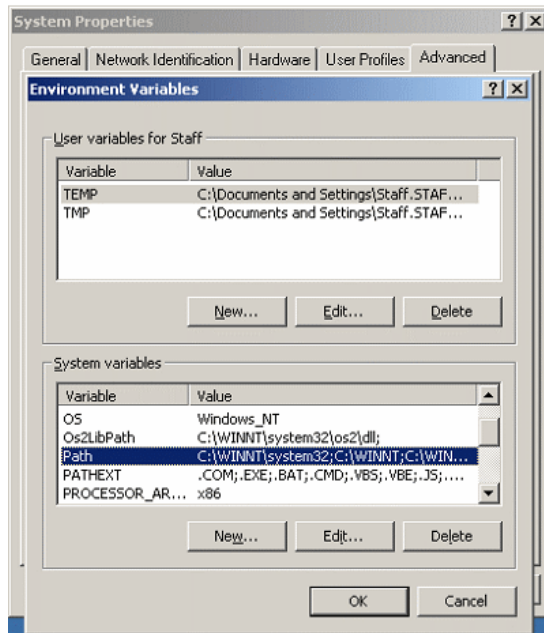 System Properties
General Network Identification Hardware User Profiles Advanced
Environment Variables
User variables for Staff
Variable Value
TEMP C:\Documents and Settings\Staff.STAF...
TMP C:\Documents and Settings\Staff.STAF...
New... Edit... Delete
System variables
Variable Value
OS Windows_NT
Os2LibPath C:\WINNT\system32\os2\dll;
Path C:\WINNT\system32;C:\WINNT;C:\WIN...
PATHEXT .COM;.EXE;.BAT;.CMD;.VBS;.VBE;.JS;....
PROCESSOR_AR... x86
New... Edit... Delete
OK Cancel